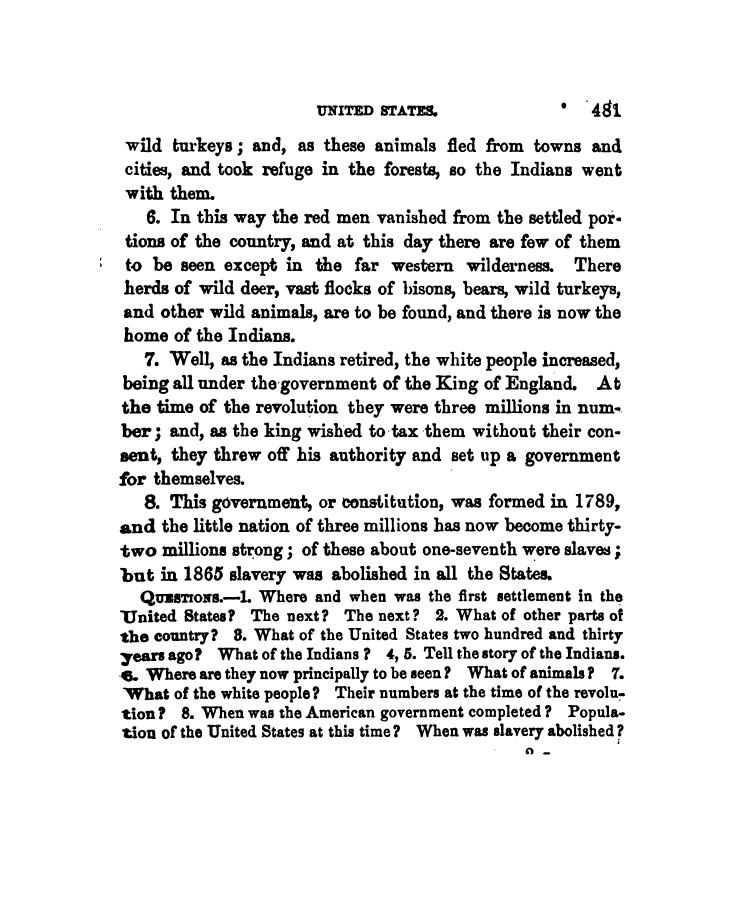 UNITED STATES. 481
wild turkeys; and, as these animals fled from towns and
cities, and took refuge in the forests, so the Indians went
with them.
6. In this way the red men vanished from the settled por-
tions of the country, and at this day there are few of them
to be seen except in the far western wilderness. There
herds of wild deer, vast flocks of bisons, bears, wild turkeys,
and other wild animals, are to be found, and there is now the
home of the Indians.
7. Well, as the Indians retired, the white people increased,
being all under the government of the King of England. At
the time of the revolution they were three millions in num-
ber; and, as the king wished to tax them without their con-
sent, they threw off his authority and set up a government
for themselves.
8. This government, or constitution, was formed in 1789,
and the little nation of three millions has now become thirty-
two millions strong; of these about one-seventh were slaves;
but in 1865 slavery was abolished in all the States.
QUESTIONS.—1. Where and when was the first settlement in the
United States? The next? The next? 2. What of other parts of
the country? 3. What of the United States two hundred and thirty
years ago? What of the Indians? 4, 5. Tell the story of the Indians.
6. Where are they now principally to be seen? What of animals? 7.
What of the white people? Their numbers at the time of the revolu-
tion? 8. When was the American government completed? Popula-
tion of the United States at this time? When was slavery abolished?